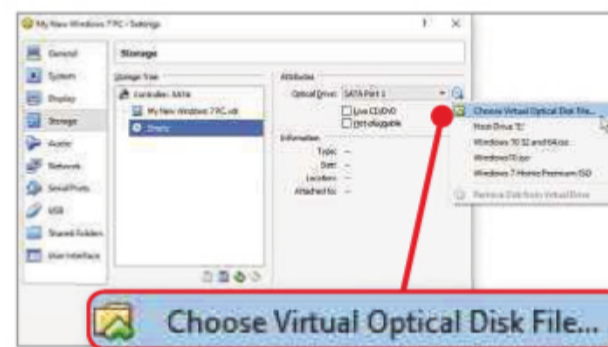 My New Windows 7 PC - Settings
General
System
Display
Storage
Audio
Network
Serial Ports
USB
Shared Folders
User Interface
Storage
Storage Tree
Controller: SATA
My New Windows 7 PC.vdi
Empty
Attributes
Optical Drive: SATA Port 1
Live CD/DVD
Hot-pluggable
Information
Type: --
Size: --
Location: --
Attached to: --
Choose Virtual Optical Disk File...
Host Drive 'E:'
Windows 10 32 and 64.iso
Windows10.iso
Windows 7 Home Premium.ISO
Remove Disk from Virtual Drive
Choose Virtual Optical Disk File...